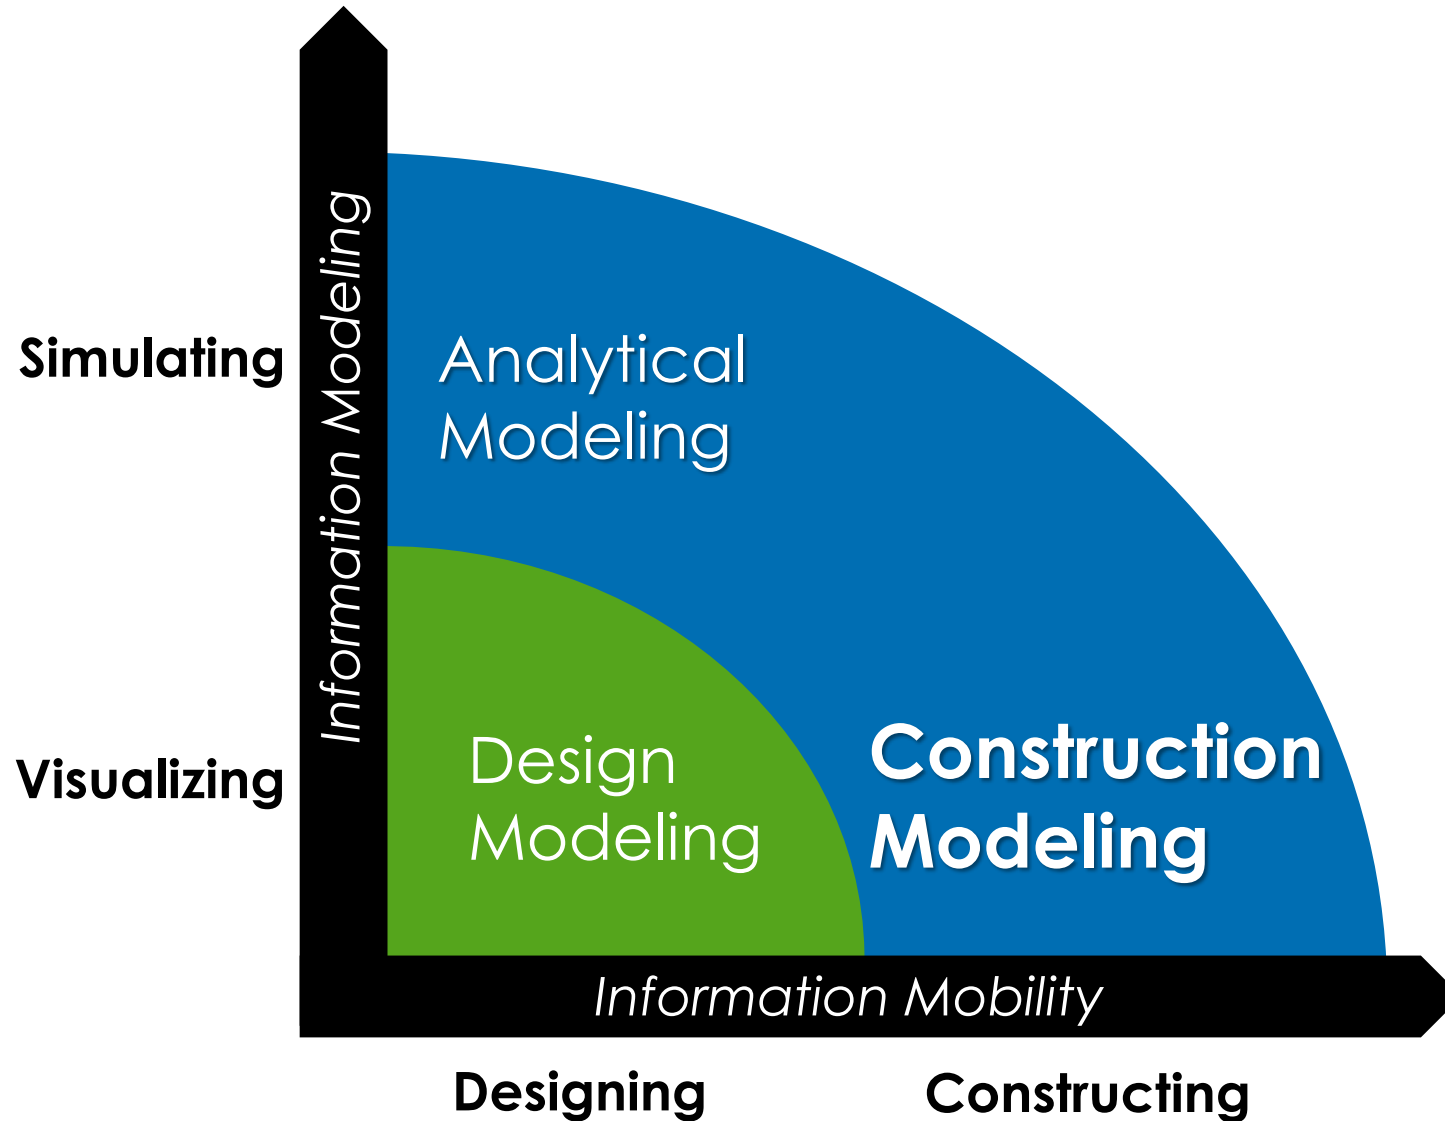 Information Modeling
Simulating
Analytical
Modeling
Visualizing
Design
Modeling
Construction
Modeling
Information Mobility
Designing
Constructing